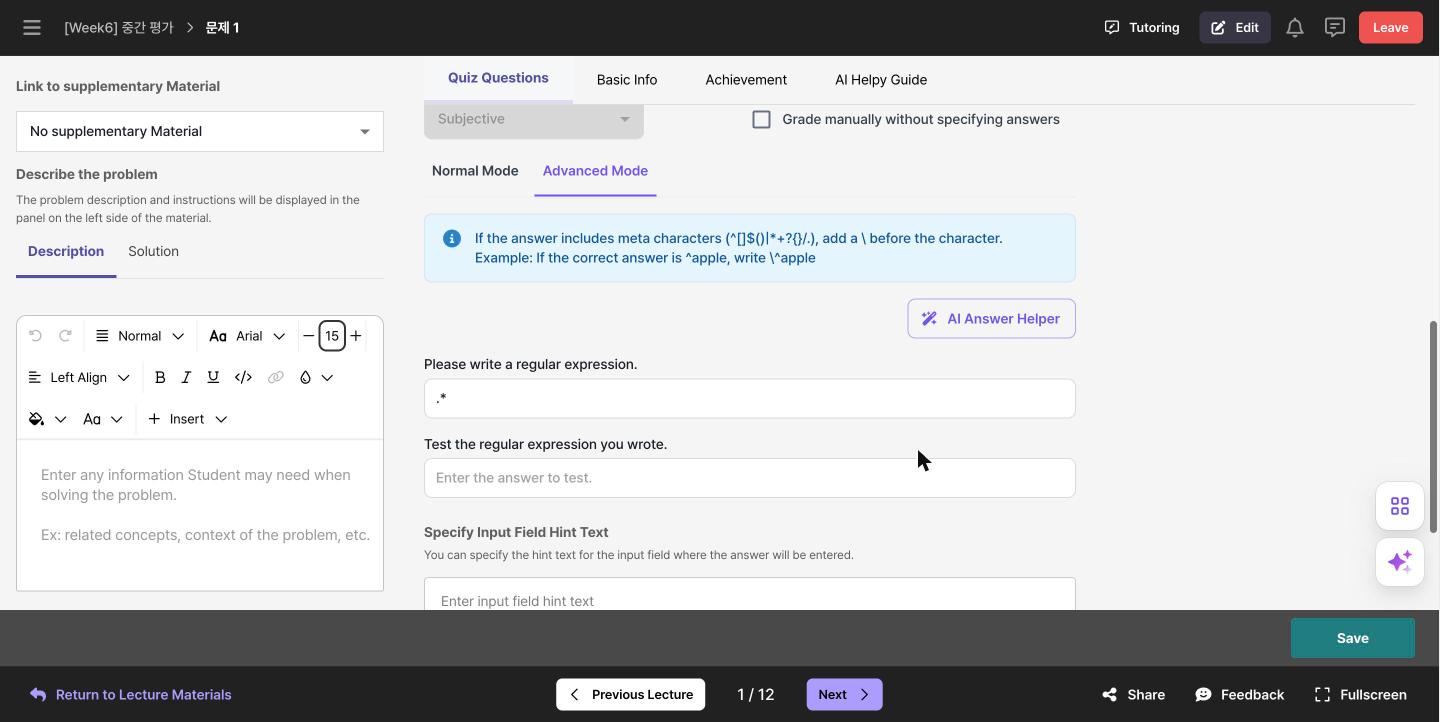 [Week6] 중간 평가 > 문제 1
Tutoring
Edit
Leave
Link to supplementary Material
No supplementary Material
Describe the problem
The problem description and instructions will be displayed in the
panel on the left side of the material.
Description
Solution
Normal
Aa Arial
15
Left Align
B I U </>
Aa
Insert
Enter any information Student may need when
solving the problem.
Ex: related concepts, context of the problem, etc.
Quiz Questions
Basic Info
Achievement
AI Helpy Guide
Subjective
Grade manually without specifying answers
Normal Mode
Advanced Mode
If the answer includes meta characters (^[]$()|*+?{}/.), add a \ before the character.
Example: If the correct answer is ^apple, write \^apple
AI Answer Helper
Please write a regular expression.
.*
Test the regular expression you wrote.
Enter the answer to test.
Specify Input Field Hint Text
You can specify the hint text for the input field where the answer will be entered.
Enter input field hint text
Save
Return to Lecture Materials
Previous Lecture
1 / 12
Next
Share
Feedback
Fullscreen